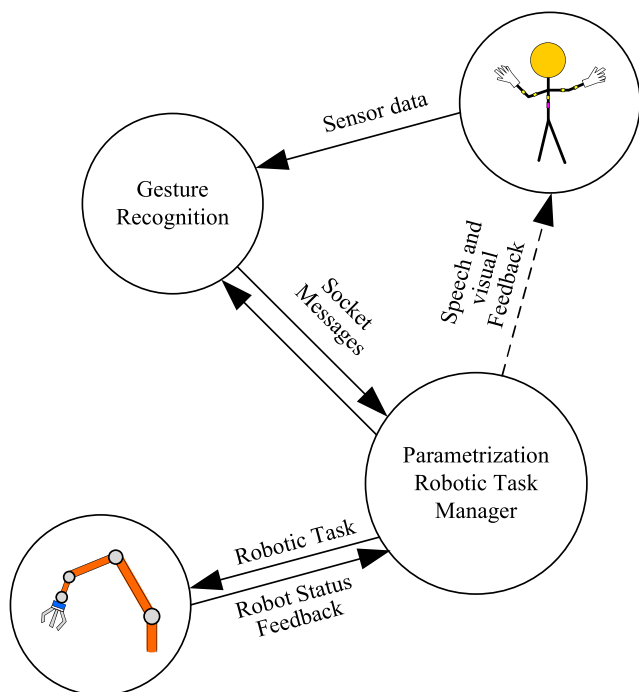 Sensor data
Gesture
Recognition
Speech and
visual
Feedback
Socket
Messages
Parametrization
Robotic Task
Manager
Robotic Task
Robot Status
Feedback